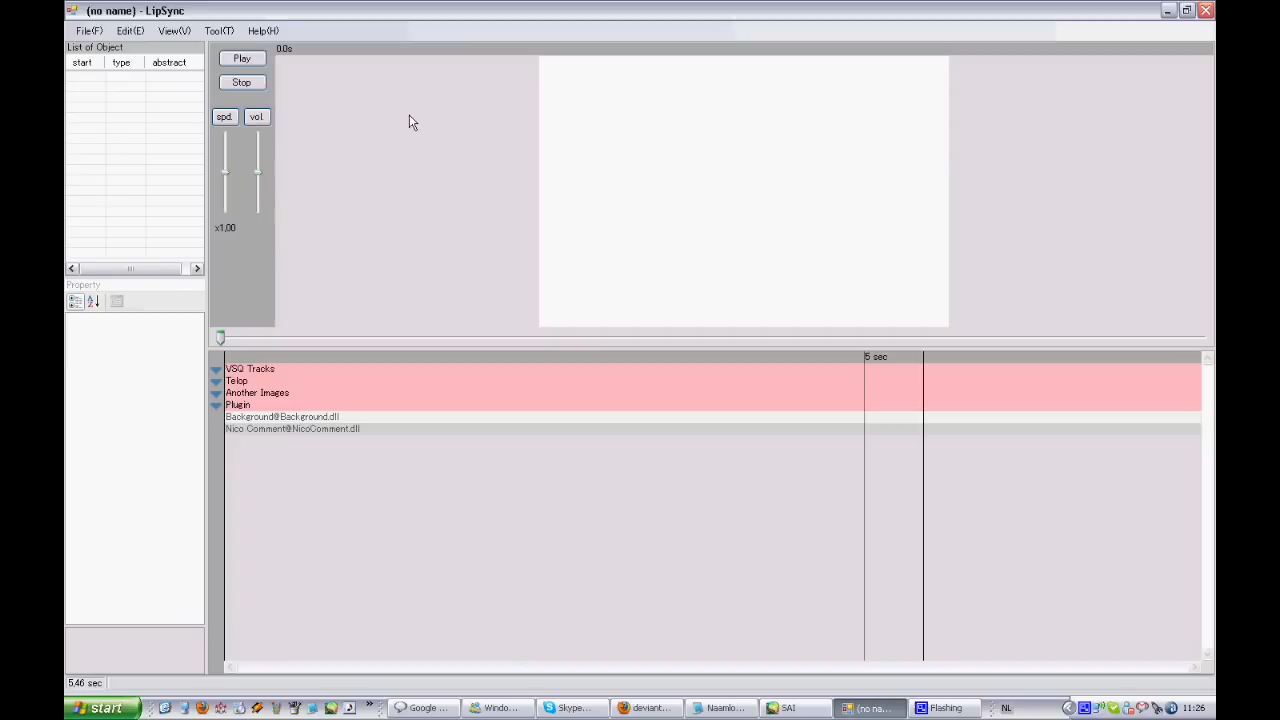 (no name) - LipSync
File(F) Edit(E) View(V) Tool(T) Help(H)
List of Object
start type abstract
Property
Play
Stop
spd. vol.
x1,00
0.0s
5 sec
VSQ Tracks
Telop
Another Images
Plugin
Background@Background.dll
Nico Comment@NicoComment.dll
5,46 sec
start
Google ...
Windo...
Skype...
deviant...
Naamlo...
SAI
(no na...
Flashing
NL
11:26